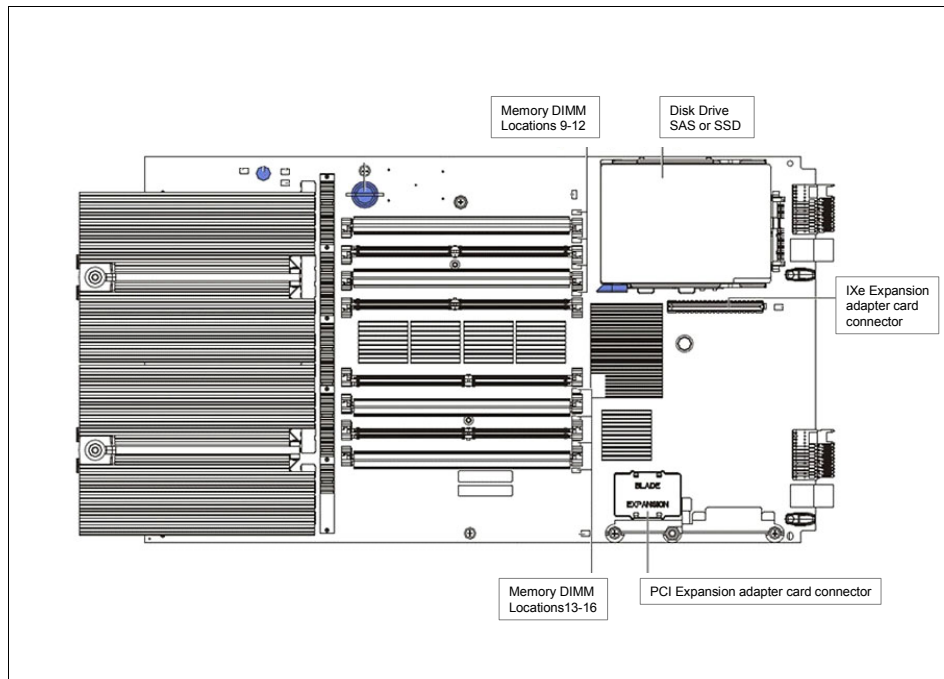 Memory DIMM
Locations 9-12
Disk Drive
SAS or SSD
IXe Expansion
adapter card
connector
BLADE
EXPANSION
Memory DIMM
Locations13-16
PCI Expansion adapter card connector